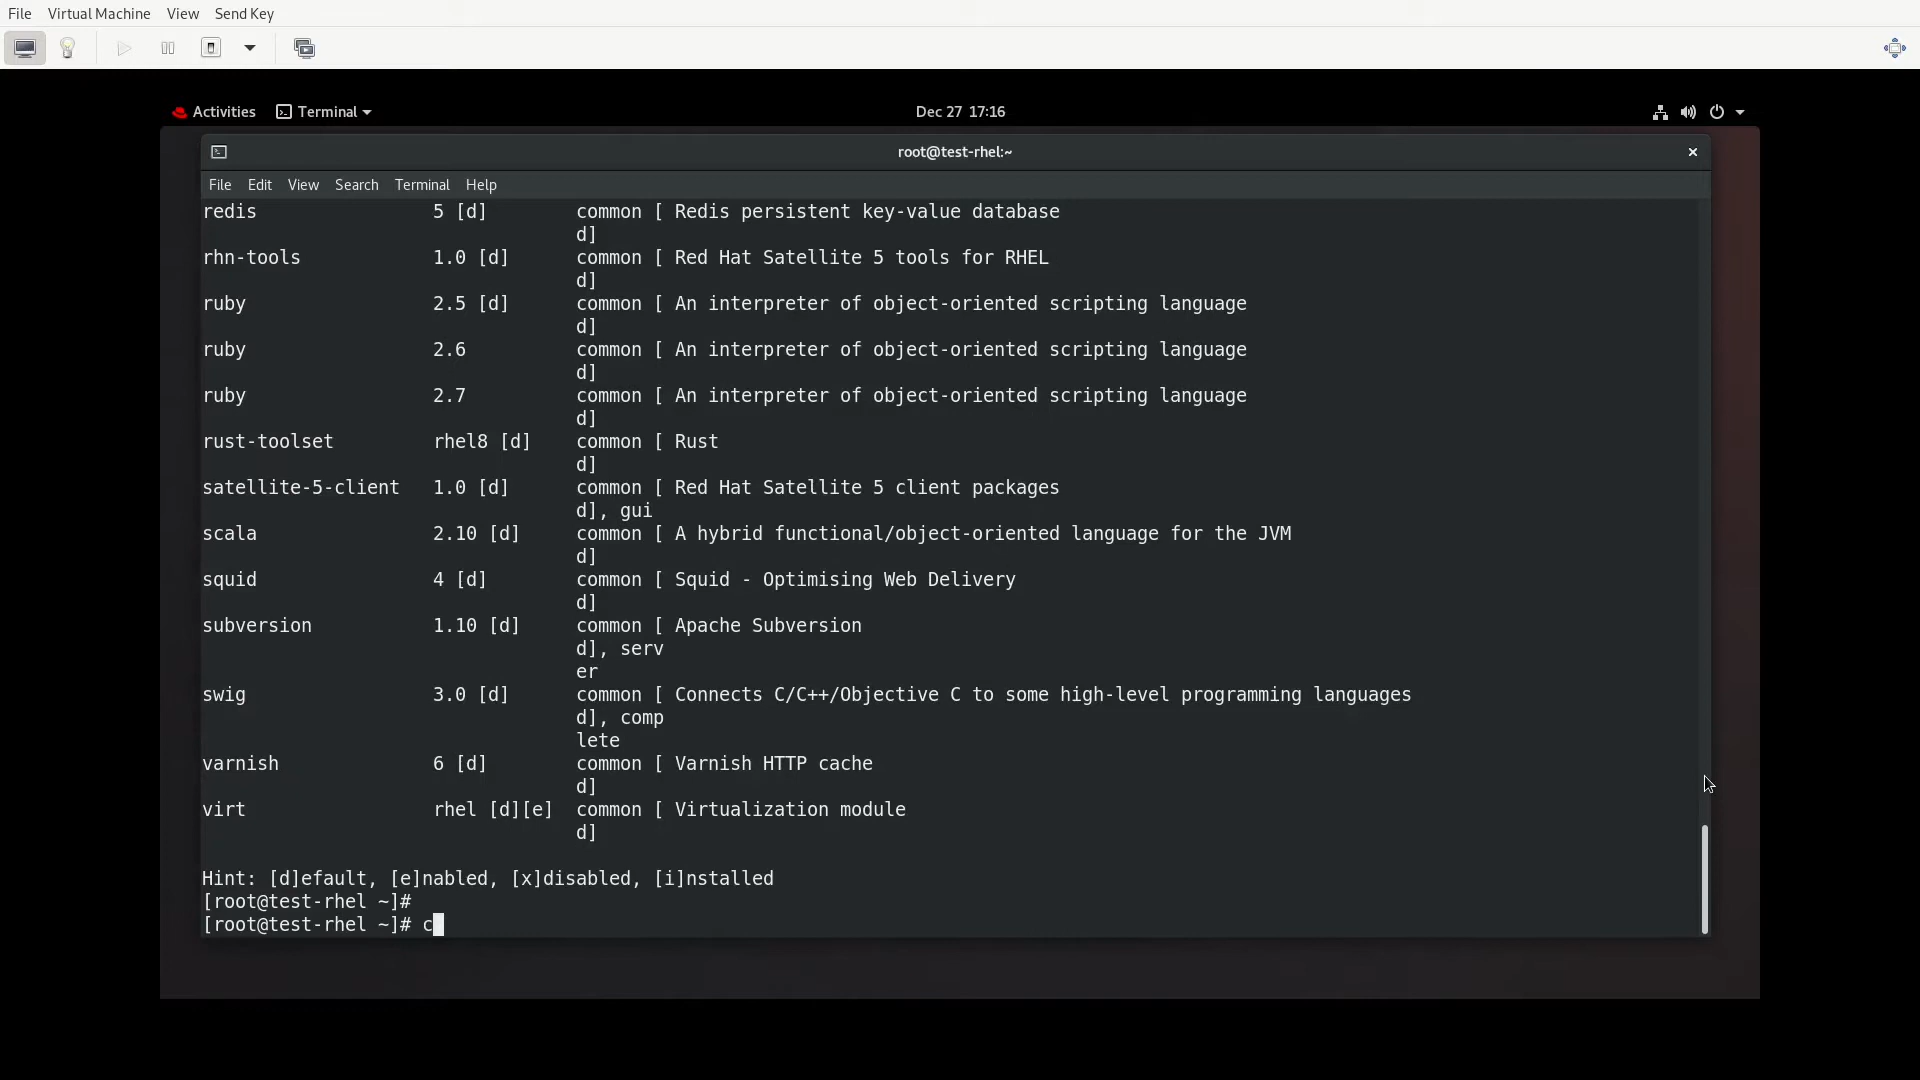 File Virtual Machine View Send Key
Activities Terminal Dec 27 17:16
root@test-rhel:~
File Edit View Search Terminal Help
redis 5 [d] common [ Redis persistent key-value database
d]
rhn-tools 1.0 [d] common [ Red Hat Satellite 5 tools for RHEL
d]
ruby 2.5 [d] common [ An interpreter of object-oriented scripting language
d]
ruby 2.6 common [ An interpreter of object-oriented scripting language
d]
ruby 2.7 common [ An interpreter of object-oriented scripting language
d]
rust-toolset rhel8 [d] common [ Rust
d]
satellite-5-client 1.0 [d] common [ Red Hat Satellite 5 client packages
d], gui
scala 2.10 [d] common [ A hybrid functional/object-oriented language for the JVM
d]
squid 4 [d] common [ Squid - Optimising Web Delivery
d]
subversion 1.10 [d] common [ Apache Subversion
d], serv
er
swig 3.0 [d] common [ Connects C/C++/Objective C to some high-level programming languages
d], comp
lete
varnish 6 [d] common [ Varnish HTTP cache
d]
virt rhel [d][e] common [ Virtualization module
d]
Hint: [d]efault, [e]nabled, [x]disabled, [i]nstalled
[root@test-rhel ~]#
[root@test-rhel ~]# c